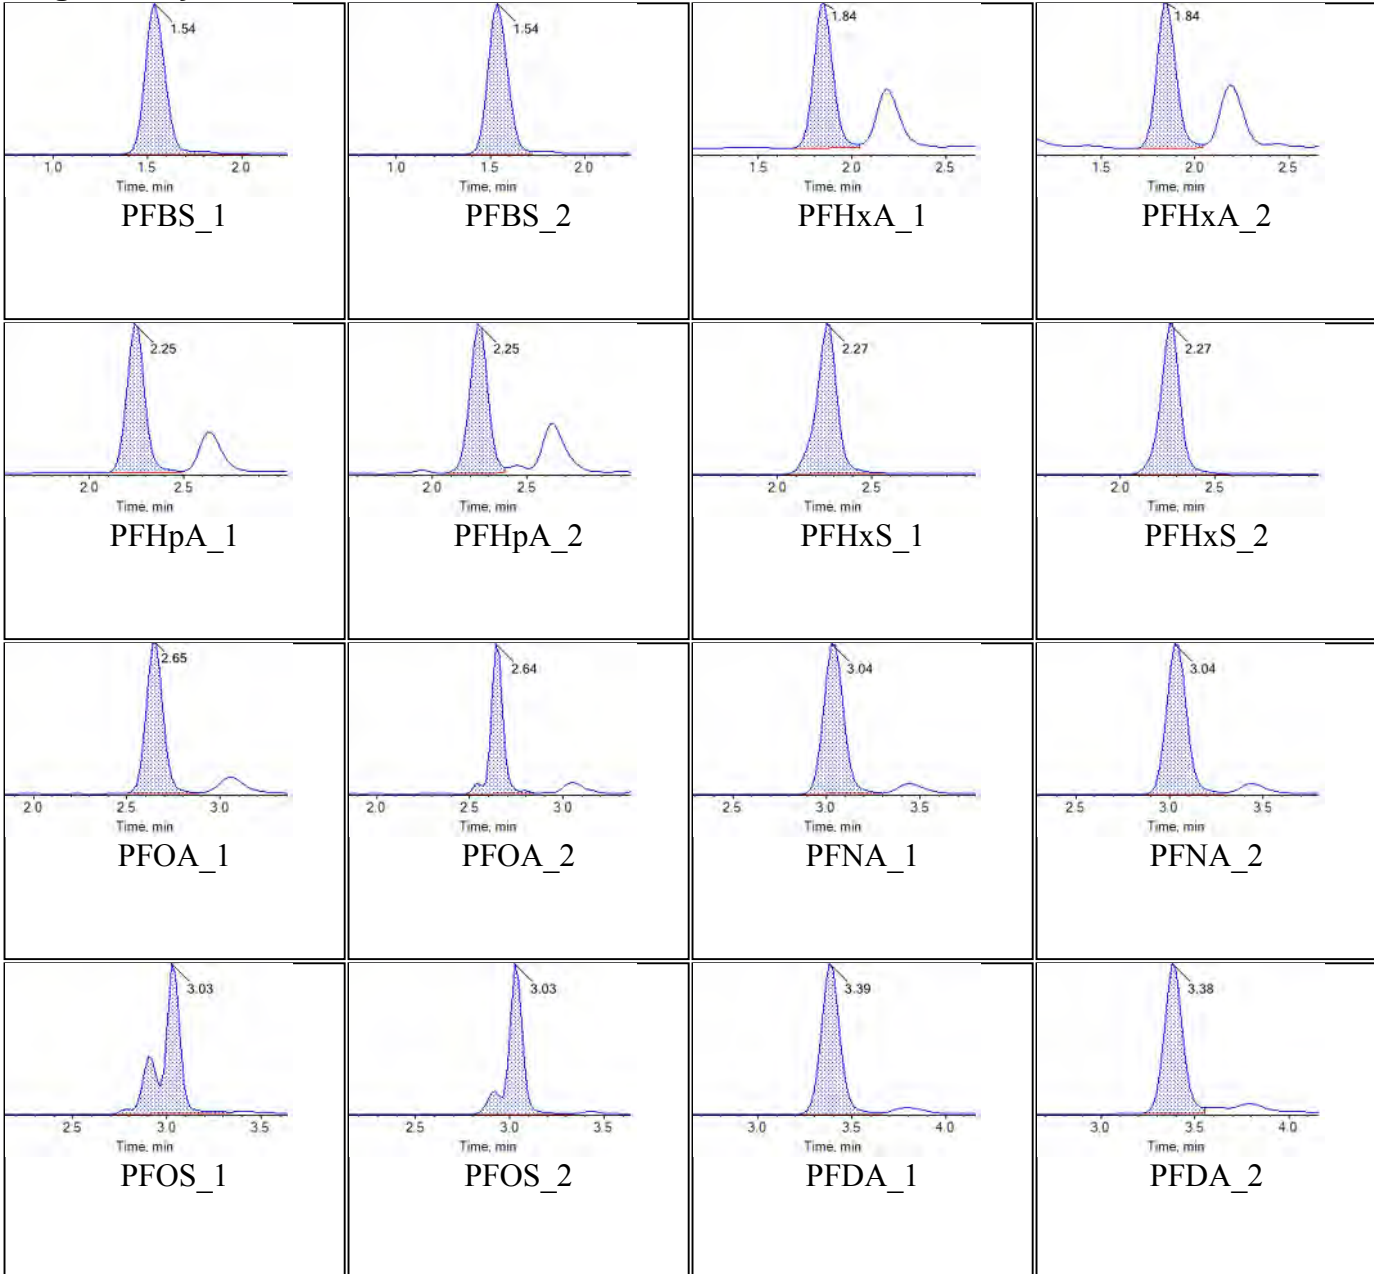 1.54 1.54 1.84 1.84
1.0 1.5 2.0 1.0 1.5 2.0 1.5 2.0 2.5 1.5 2.0 2.5
Time, min Time, min Time, min Time, min
PFBS_1 PFBS_2 PFHxA_1 PFHxA_2
2.25 2.25 2.27 2.27
2.0 2.5 2.0 2.5 2.0 2.5 2.0 2.5
Time, min Time, min Time, min Time, min
PFHpA_1 PFHpA_2 PFHxS_1 PFHxS_2
2.65 2.64 3.04 3.04
2.0 2.5 3.0 2.0 2.5 3.0 2.5 3.0 3.5 2.5 3.0 3.5
Time, min Time, min Time, min Time, min
PFOA_1 PFOA_2 PFNA_1 PFNA_2
3.03 3.03 3.39 3.38
2.5 3.0 3.5 2.5 3.0 3.5 3.0 3.5 4.0 3.0 3.5 4.0
Time, min Time, min Time, min Time, min
PFOS_1 PFOS_2 PFDA_1 PFDA_2